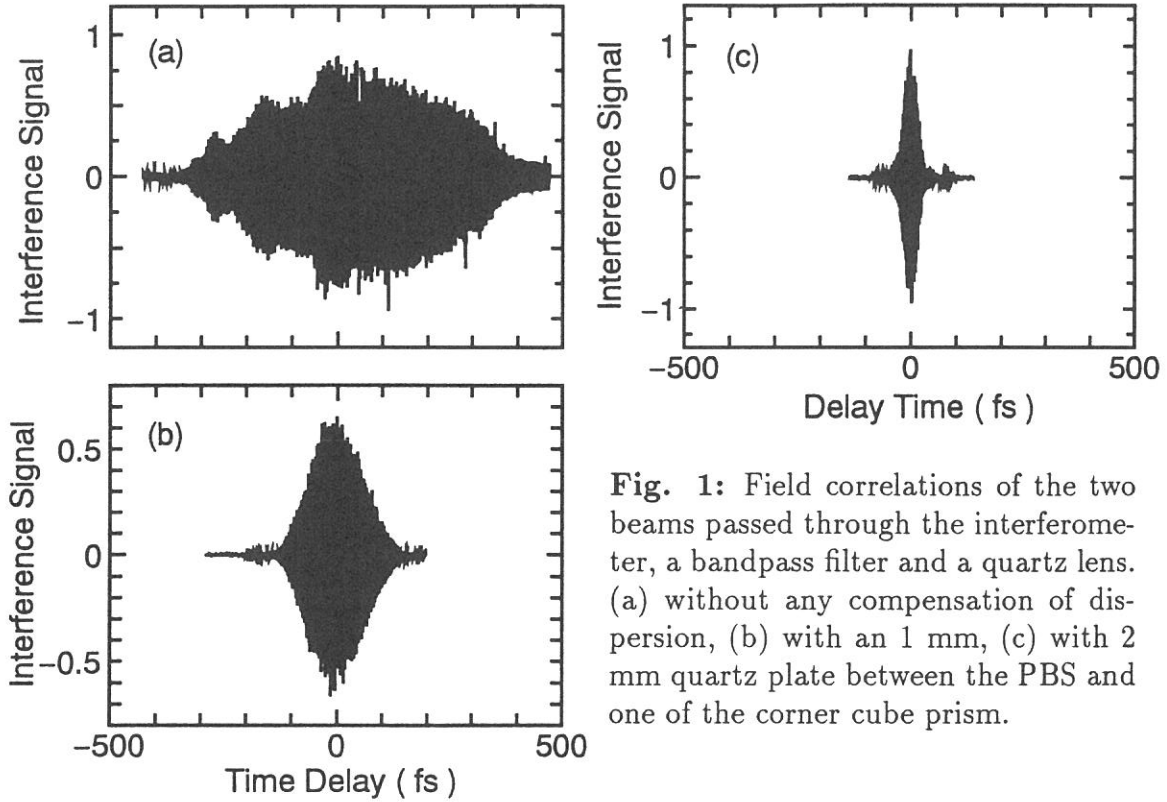 (a)
1
0
−1
Interference Signal
(b)
0.5
0
−0.5
Interference Signal
−500 0 500
Time Delay ( fs )
(c)
1
0
−1
Interference Signal
−500 0 500
Delay Time ( fs )
Fig. 1: Field correlations of the two
beams passed through the interferome-
ter, a bandpass filter and a quartz lens.
(a) without any compensation of dis-
persion, (b) with an 1 mm, (c) with 2
mm quartz plate between the PBS and
one of the corner cube prism.